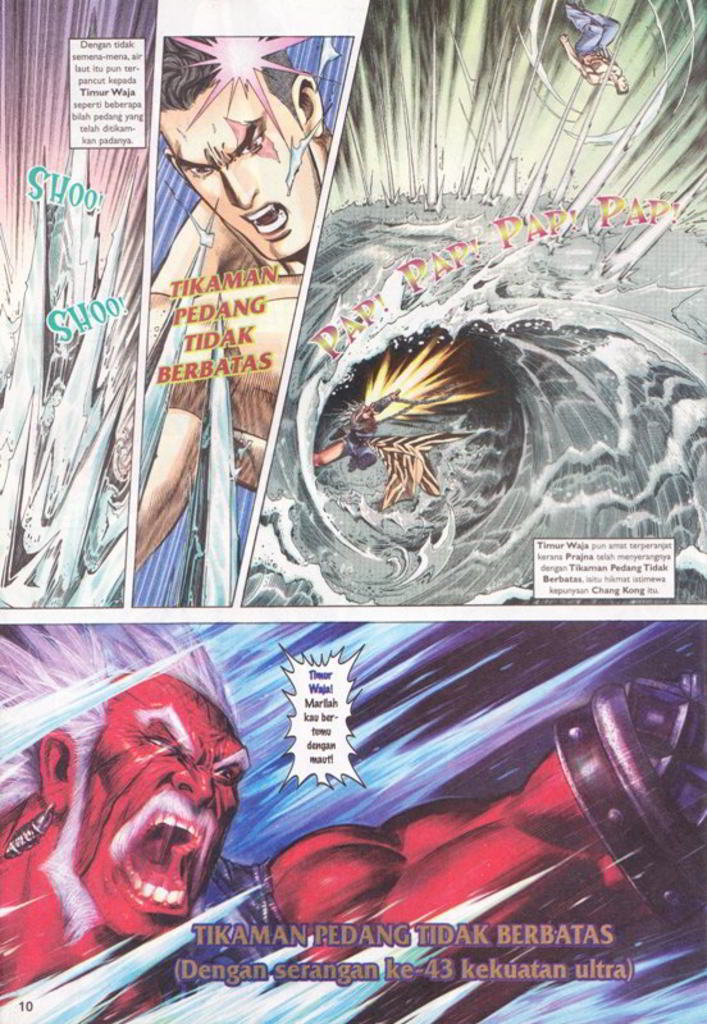 Dengan tidak
semena-mena, air
laut itu pun ter-
pancut kepada
Timur Waja
seperti beberapa
bilah pedang yang
telah ditikam-
kan padanya.
SHOO!
SHOO!
TIKAMAN
PEDANG
TIDAK
BERBATAS
PAP! PAP! PAP! PAP!
Timur Waja pun amat terperanjat
kerana Prajna telah menyerangnya
dengan Tikaman Pedang Tidak
Berbatas, iaitu hikmat istimewa
kepunyaan Chang Kong itu.
Timur
Waja!
Marilah
kau ber-
temu
dengan
maut!
TIKAMAN PEDANG TIDAK BERBATAS
(Dengan serangan ke-43 kekuatan ultra)
10